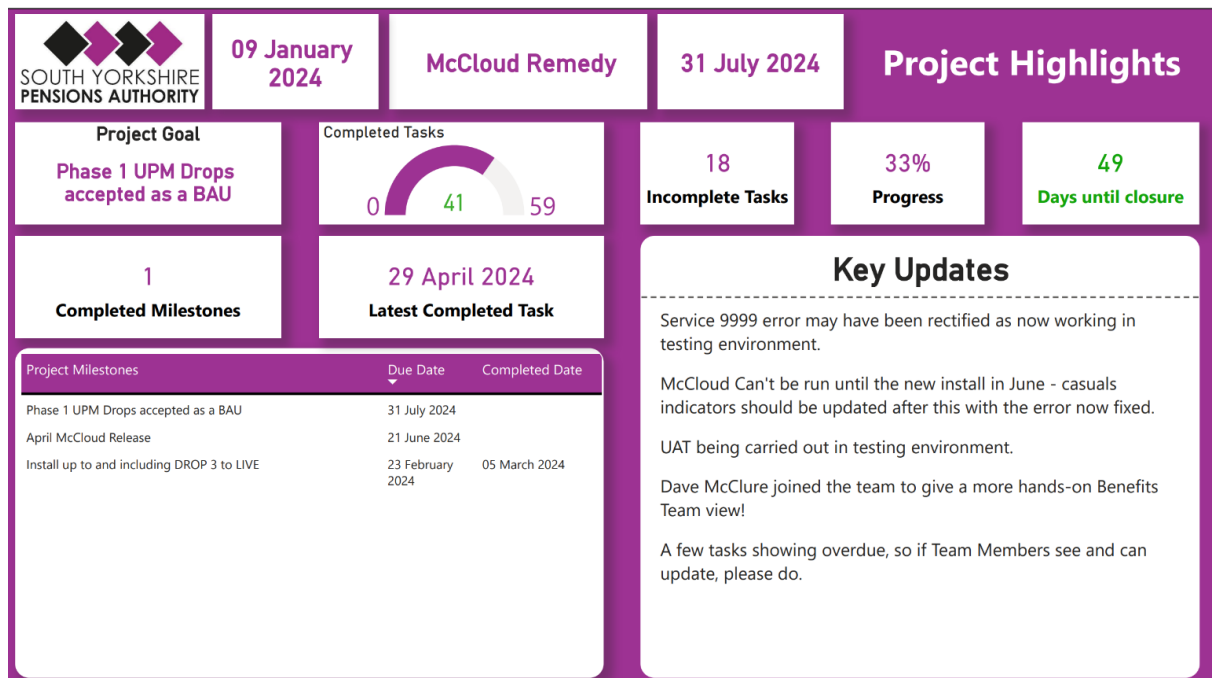 SOUTH YORKSHIRE
PENSIONS AUTHORITY
09 January
2024
McCloud Remedy
31 July 2024
Project Highlights
Project Goal
Phase 1 UPM Drops
accepted as a BAU
Completed Tasks
0
41
59
18
Incomplete Tasks
33%
Progress
49
Days until closure
1
Completed Milestones
29 April 2024
Latest Completed Task
Project Milestones Due Date Completed Date
Phase 1 UPM Drops accepted as a BAU 31 July 2024
April McCloud Release 21 June 2024
Install up to and including DROP 3 to LIVE 23 February 05 March 2024
2024
Key Updates
Service 9999 error may have been rectified as now working in
testing environment.
McCloud Can't be run until the new install in June - casuals
indicators should be updated after this with the error now fixed.
UAT being carried out in testing environment.
Dave McClure joined the team to give a more hands-on Benefits
Team view!
A few tasks showing overdue, so if Team Members see and can
update, please do.